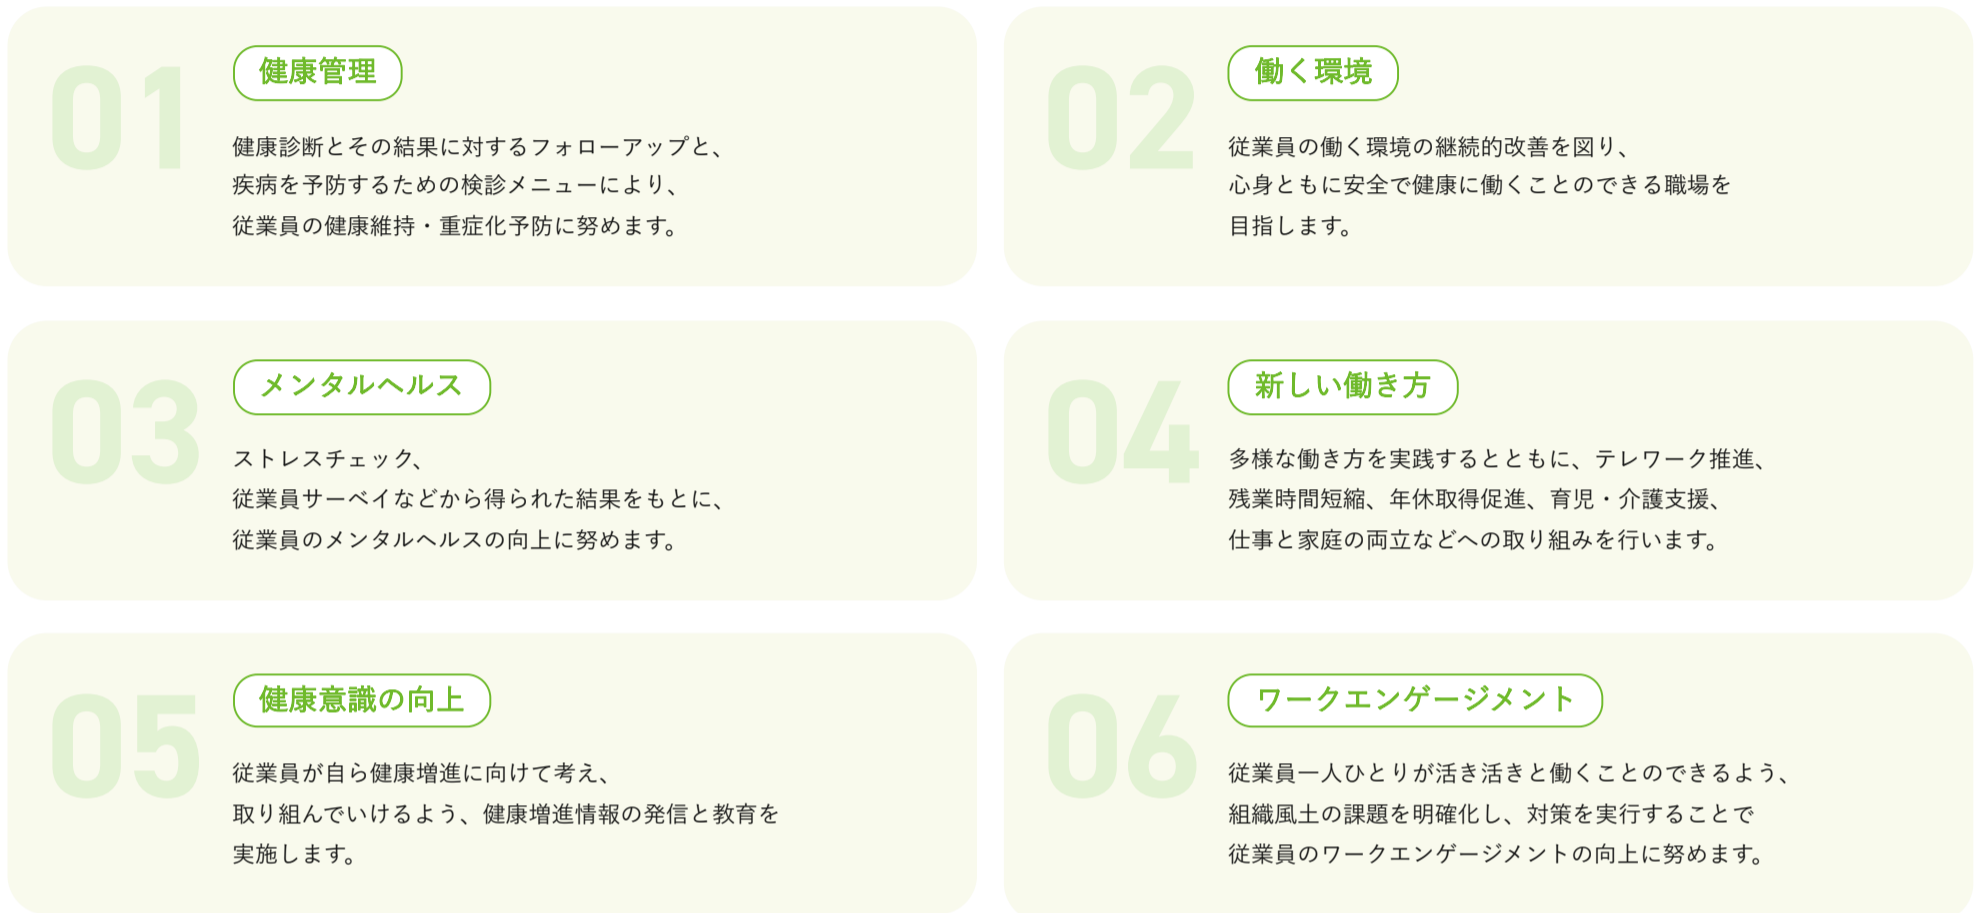 01
健康管理
健康診断とその結果に対するフォローアップと、
疾病を予防するための検診メニューにより、
従業員の健康維持・重症化予防に努めます。
02
働く環境
従業員の働く環境の継続的改善を図り、
心身ともに安全で健康に働くことのできる職場を
目指します。
03
メンタルヘルス
ストレスチェック、
従業員サーベイなどから得られた結果をもとに、
従業員のメンタルヘルスの向上に努めます。
04
新しい働き方
多様な働き方を実践するとともに、テレワーク推進、
残業時間短縮、年休取得促進、育児・介護支援、
仕事と家庭の両立などへの取り組みを行います。
05
健康意識の向上
従業員が自ら健康増進に向けて考え、
取り組んでいけるよう、健康増進情報の発信と教育を
実施します。
06
ワークエンゲージメント
従業員一人ひとりが活き活きと働くことのできるよう、
組織風土の課題を明確化し、対策を実行することで
従業員のワークエンゲージメントの向上に努めます。